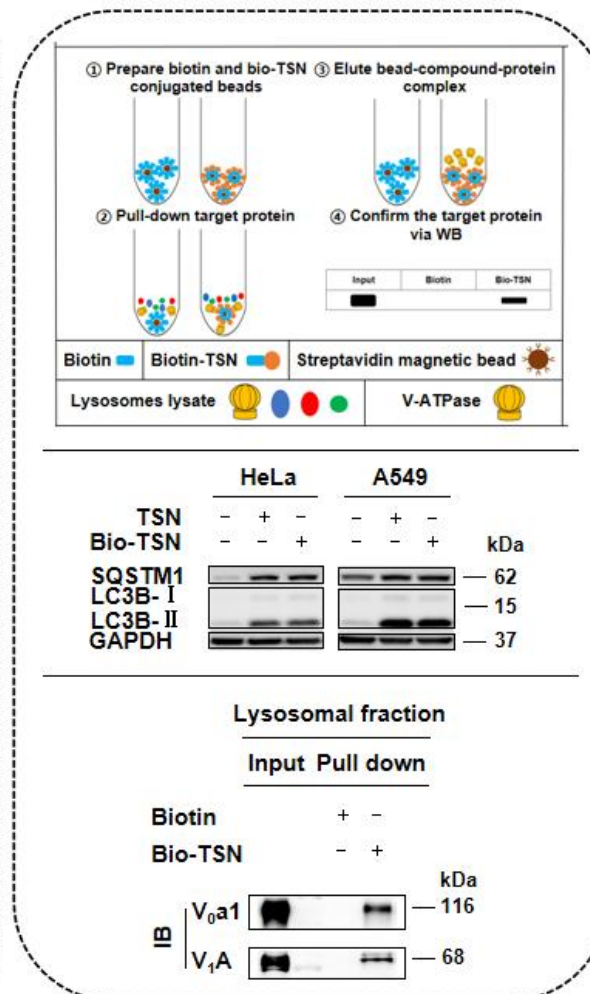 ① Prepare biotin and bio-TSN conjugated beads
③ Elute bead-compound-protein complex
② Pull-down target protein
④ Confirm the target protein via WB
Input Biotin Bio-TSN
Biotin
Biotin-TSN
Streptavidin magnetic bead
Lysosomes lysate
V-ATPase
HeLa A549
TSN - + - - + -
Bio-TSN - - + - - + kDa
SQSTM1 62
LC3B-Ⅰ 15
LC3B-Ⅱ
GAPDH 37
Lysosomal fraction
Input Pull down
Biotin + -
Bio-TSN - +
kDa
IB
V₀a1 116
V₁A 68